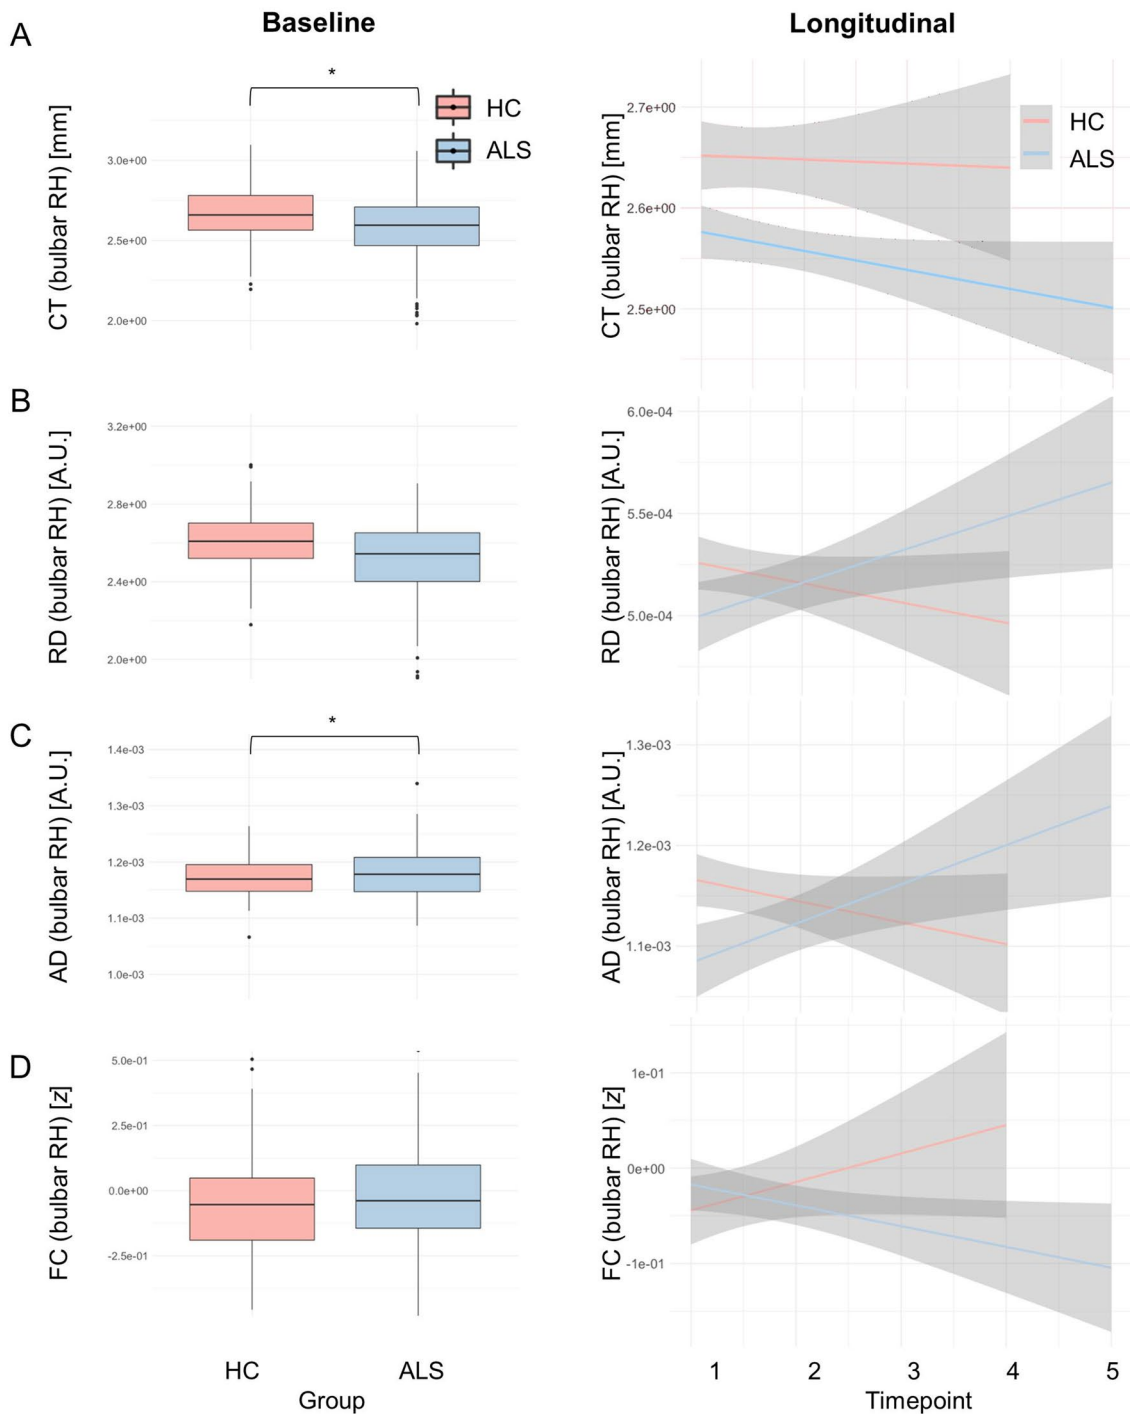 Baseline
Longitudinal
A
CT (bulbar RH) [mm]
3.0e+00
2.5e+00
2.0e+00
*
HC
ALS
CT (bulbar RH) [mm]
2.7e+00
2.6e+00
2.5e+00
HC
ALS
B
RD (bulbar RH) [A.U.]
3.2e+00
2.8e+00
2.4e+00
2.0e+00
RD (bulbar RH) [A.U.]
6.0e-04
5.5e-04
5.0e-04
C
AD (bulbar RH) [A.U.]
*
1.4e-03
1.3e-03
1.2e-03
1.1e-03
1.0e-03
AD (bulbar RH) [A.U.]
1.3e-03
1.2e-03
1.1e-03
D
FC (bulbar RH) [z]
5.0e-01
2.5e-01
0.0e+00
-2.5e-01
FC (bulbar RH) [z]
1e-01
0e+00
-1e-01
HC ALS
Group
1 2 3 4 5
Timepoint